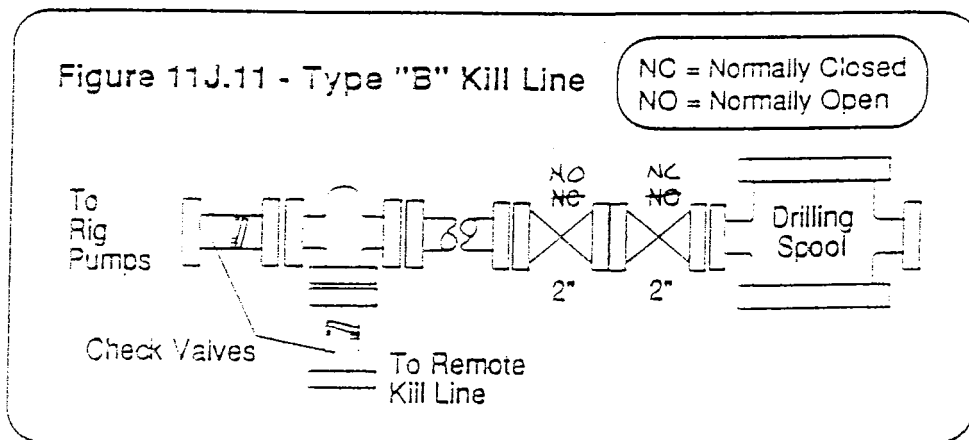 Figure 11J.11 - Type "B" Kill Line
NC = Normally Closed
NO = Normally Open
To
Rig
Pumps
NO
NC
NC
NO
2"
2"
Drilling
Spool
Check Valves
To Remote
Kill Line